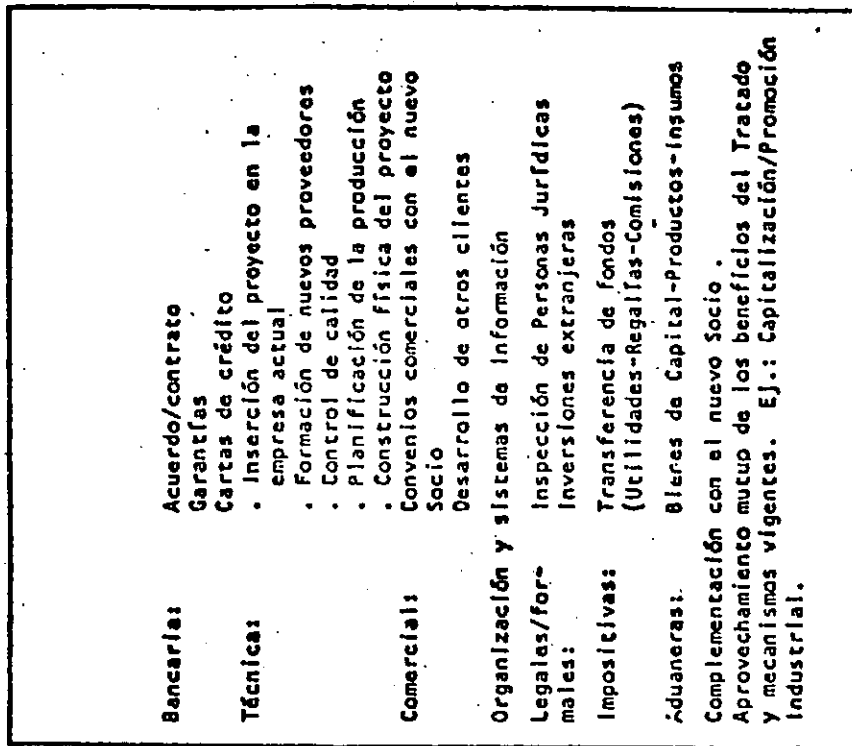 Bancaria: Acuerdo/contrato
Garantías
Cartas de crédito
Técnica: . Inserción del proyecto en la
empresa actual
. Formación de nuevos proveedores
. Control de calidad
. Planificación de la producción
. Construcción física del proyecto
Comercial: Convenios comerciales con el nuevo
Socio
Desarrollo de otros clientes
Organización y sistemas de Información
Legales/for- Inspección de Personas Jurídicas
males: Inversiones extranjeras
Impositivas: Transferencia de fondos
(Utilidades-Regalías-Comisiones)
Aduaneras: Bienes de Capital-Productos-Insumos
Complementación con el nuevo Socio .
Aprovechamiento mutuo de los beneficios del Tratado
y mecanismos vigentes. Ej.: Capitalización/Promoción
Industrial.